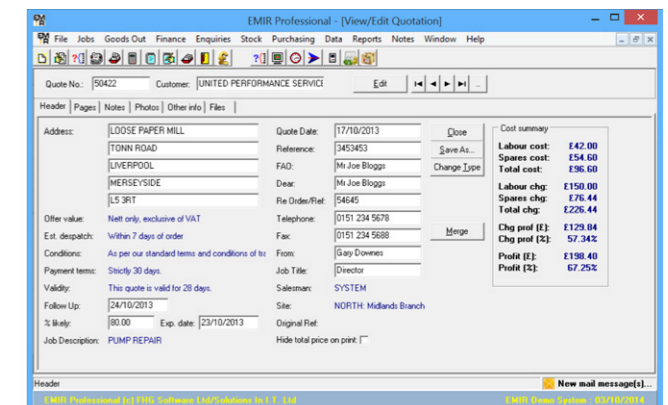 EMIR Professional - [View/Edit Quotation]
File Jobs Goods Out Finance Enquiries Stock Purchasing Data Reports Notes Window Help
Quote No.: 50422 Customer: UNITED PERFORMANCE SERVICE Edit
Header Pages Notes Photos Other info Files
Address: LOOSE PAPER MILL Quote Date: 17/10/2013 Close Cost summary
TONN ROAD Reference: 3453453 Save As... Labour cost: £42.00
Spares cost: £54.60
LIVERPOOL FAO: Mr Joe Bloggs Change Type Total cost: £96.60
MERSEYSIDE Dear: Mr Joe Bloggs Labour chg: £150.00
L5 3RT Re Order/Ref: 54645 Spares chg: £76.44
Total chg: £226.44
Offer value: Nett only, exclusive of VAT Telephone: 0151 234 5678
Est. despatch: Within 7 days of order Fax: 0151 234 5688 Merge Chg prof (£): £129.84
Chg prof (%): 57.34%
Conditions: As per our standard terms and conditions of tra From: Gary Downes Profit (£): £198.40
Payment terms: Strictly 30 days. Job Title: Director Profit (%): 67.25%
Validity: This quote is valid for 28 days. Salesman: SYSTEM
Follow Up: 24/10/2013 Site: NORTH: Midlands Branch
% likely: 80.00 Exp. date: 23/10/2013 Original Ref:
Job Description: PUMP REPAIR Hide total price on print:
Header New mail message(s)...
EMIR Professional (c) FHG Software Ltd/Solutions In I.T. Ltd EMIR Demo System : 03/10/2014